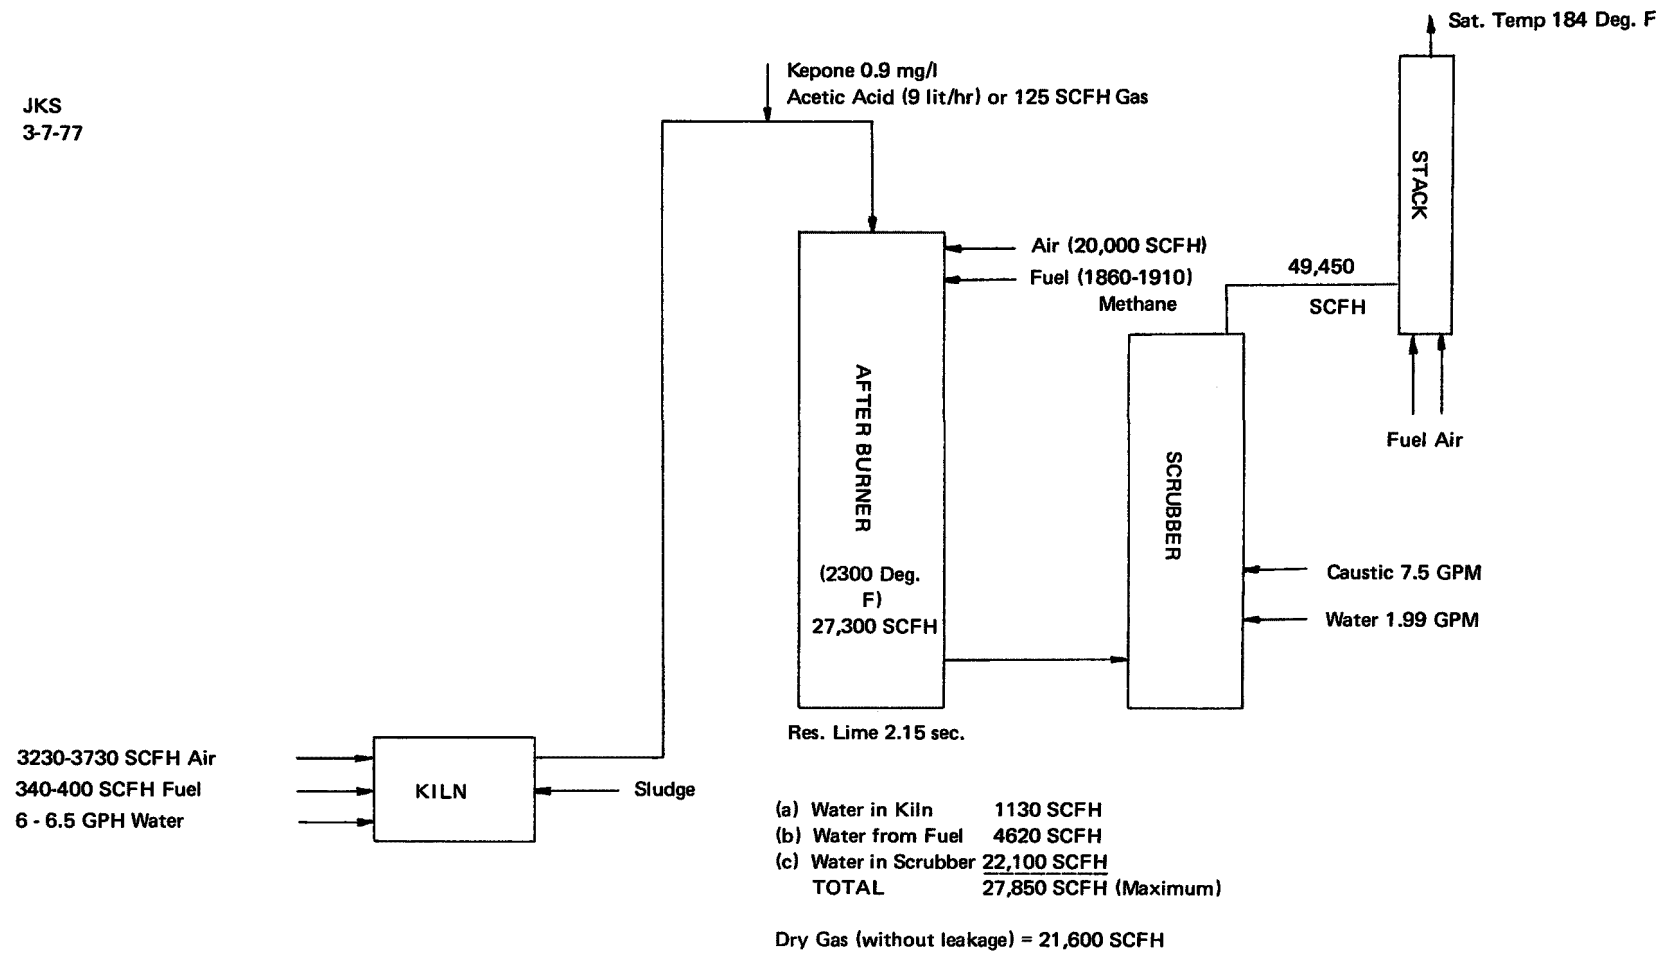 Sat. Temp 184 Deg. F
JKS
3-7-77
Kepone 0.9 mg/l
Acetic Acid (9 lit/hr) or 125 SCFH Gas
STACK
Air (20,000 SCFH)
Fuel (1860-1910)
Methane
49,450
SCFH
AFTER BURNER
(2300 Deg.
F)
27,300 SCFH
SCRUBBER
Fuel Air
Caustic 7.5 GPM
Water 1.99 GPM
Res. Lime 2.15 sec.
3230-3730 SCFH Air
340-400 SCFH Fuel
6 - 6.5 GPH Water
KILN
Sludge
(a) Water in Kiln 1130 SCFH
(b) Water from Fuel 4620 SCFH
(c) Water in Scrubber 22,100 SCFH
TOTAL 27,850 SCFH (Maximum)
Dry Gas (without leakage) = 21,600 SCFH